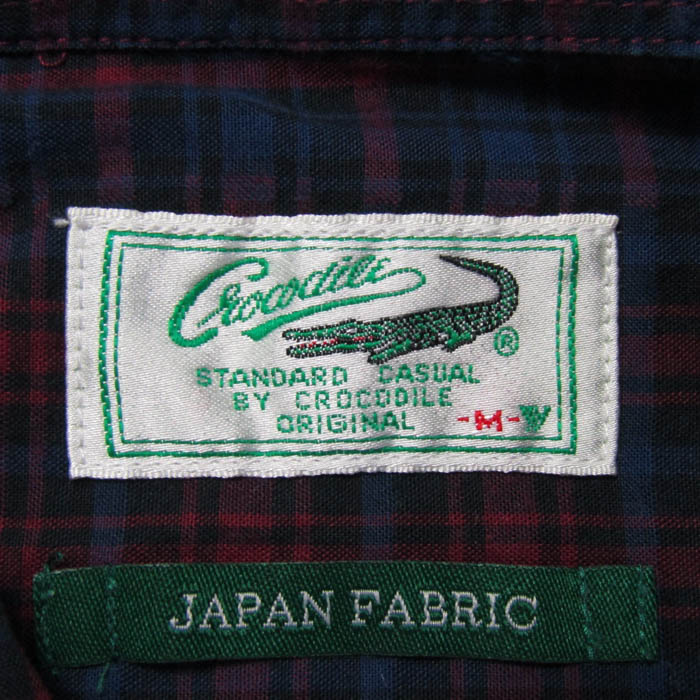 Crocodile
®
STANDARD CASUAL
BY CROCODILE
ORIGINAL -M-W
JAPAN FABRIC